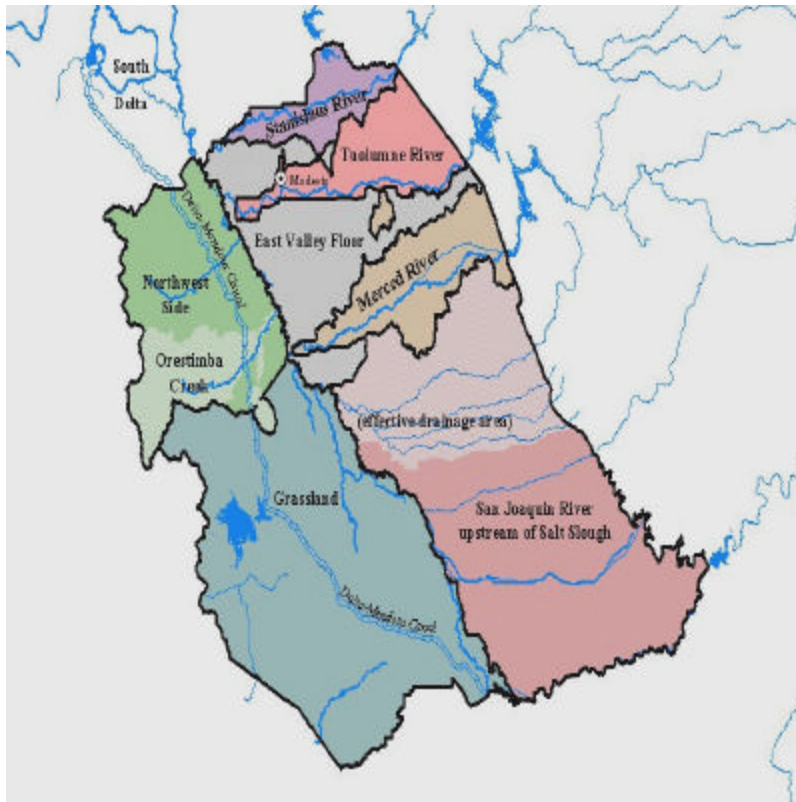 South
Delta
Stanislaus River
Tuolumne River
Modesto
Delta-Mendota Canal
East Valley Floor
Merced River
Northwest
Side
Orestimba
Creek
(effective drainage area)
Grassland
San Joaquin River
upstream of Salt Slough
Delta-Mendota Canal